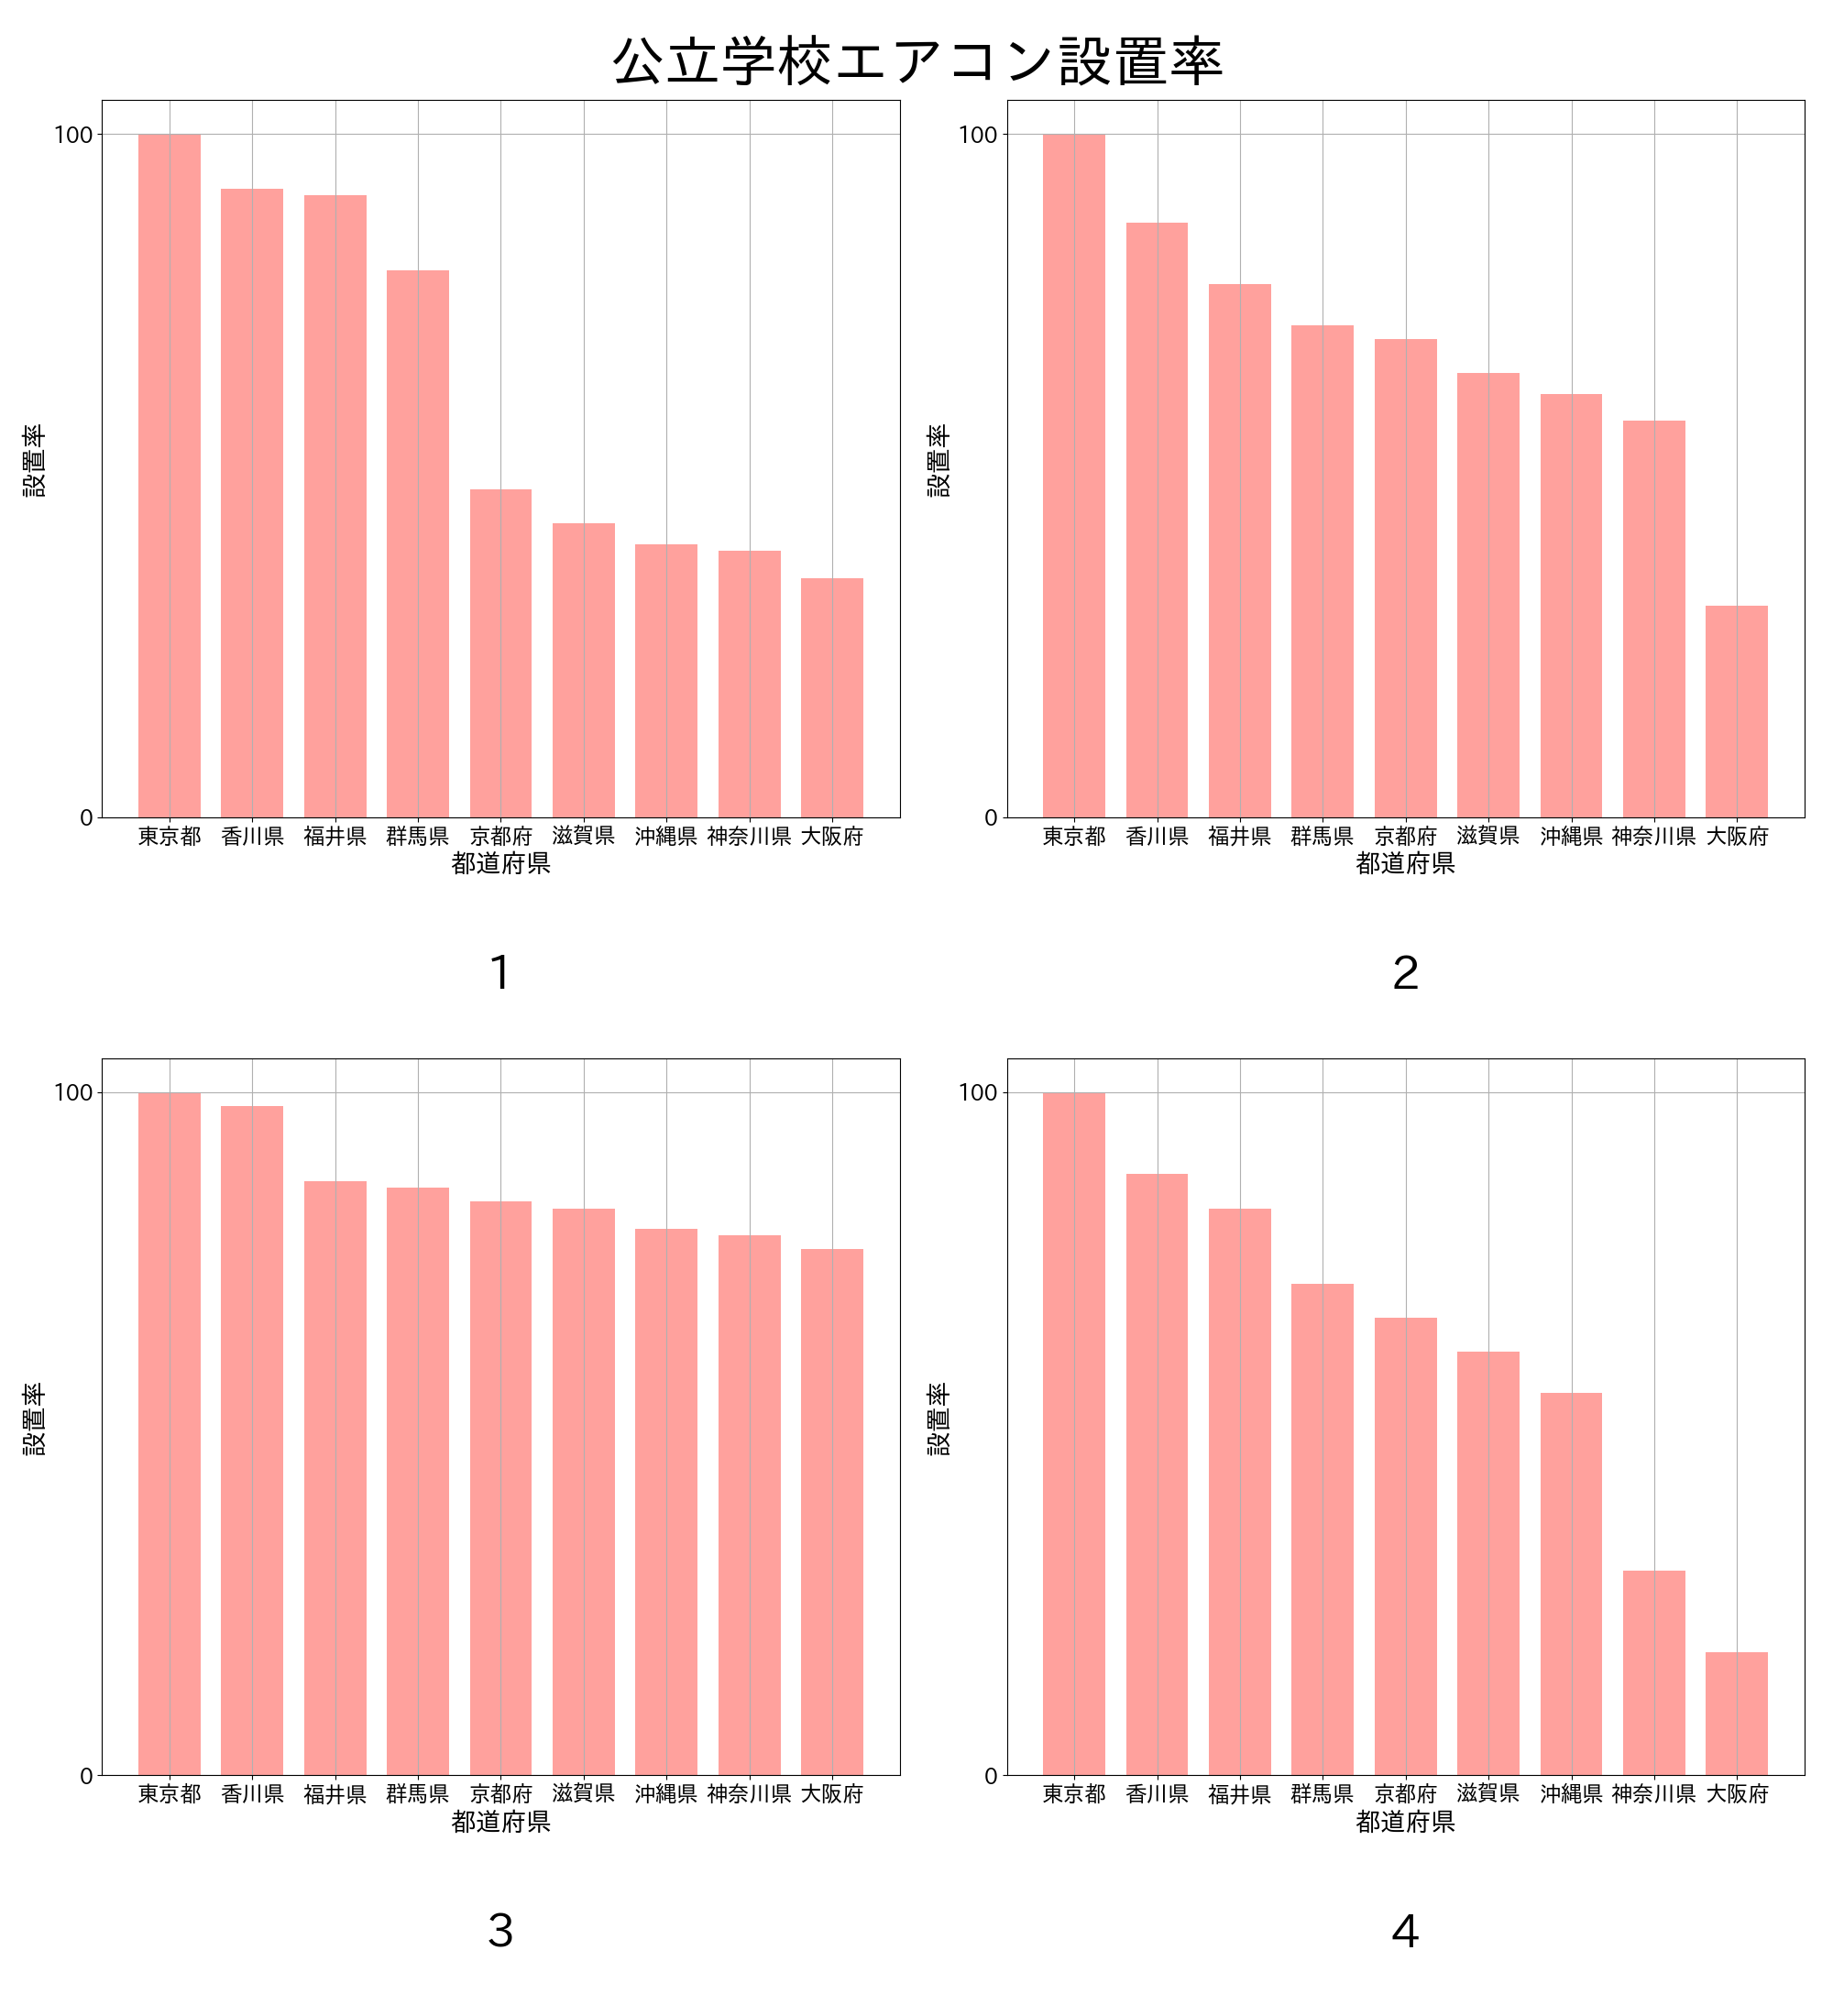 公立学校エアコン設置率
100
0
設置率
東京都 香川県 福井県 群馬県 京都府 滋賀県 沖縄県 神奈川県 大阪府
都道府県
1
100
0
設置率
東京都 香川県 福井県 群馬県 京都府 滋賀県 沖縄県 神奈川県 大阪府
都道府県
2
100
0
設置率
東京都 香川県 福井県 群馬県 京都府 滋賀県 沖縄県 神奈川県 大阪府
都道府県
3
100
0
設置率
東京都 香川県 福井県 群馬県 京都府 滋賀県 沖縄県 神奈川県 大阪府
都道府県
4